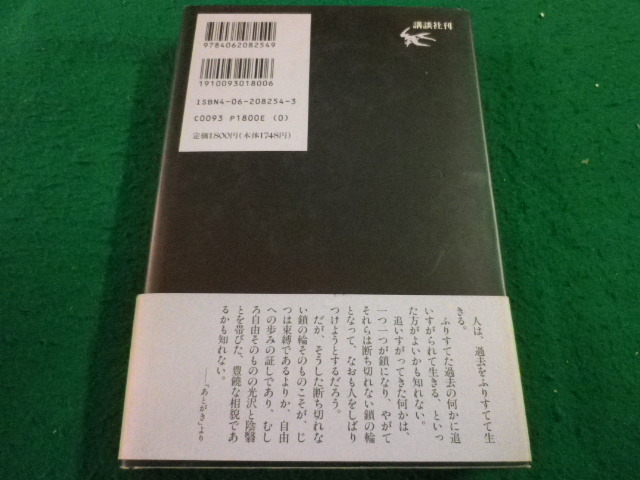 9784062082549
1910093018006
ISBN4-06-208254-3
C0093 P1800E (0)
定価1800円(本体1748円)
講談社刊
人は、過去をふりすてて生
きる。
ふりすてた過去の何かに追
いすがられて生きる、といっ
た方がよいかも知れない。
追いすがってきた何かは、
一つ一つが鎖になり、やがて
それらは断ち切れない鎖の輪
となって、なおも人をしばり
つけようとするだろう。
だが、そうした断ち切れな
い鎖の輪そのものこそが、じ
つは束縛であるよりか、自由
への歩みの証しであり、むし
ろ自由そのものの光沢と陰翳
とを帯びた、豊饒な相貌であ
るかも知れない。
──「あとがき」より